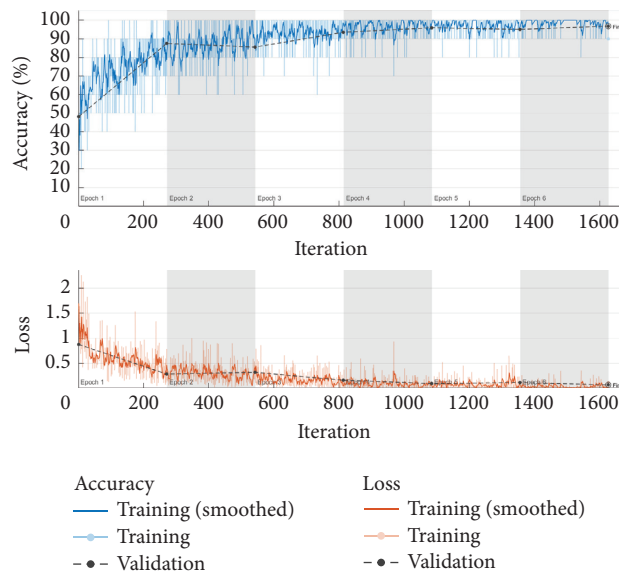 100
90
80
70
60
50
40
30
20
10
Accuracy (%)
Epoch 1
Epoch 2
Epoch 3
Epoch 4
Epoch 5
Epoch 6
0 200 400 600 800 1000 1200 1400 1600
Iteration
2
1.5
1
0.5
Loss
Epoch 1
Epoch 2
0 200 400 600 800 1000 1200 1400 1600
Iteration
Accuracy
Training (smoothed)
Training
Validation
Loss
Training (smoothed)
Training
Validation